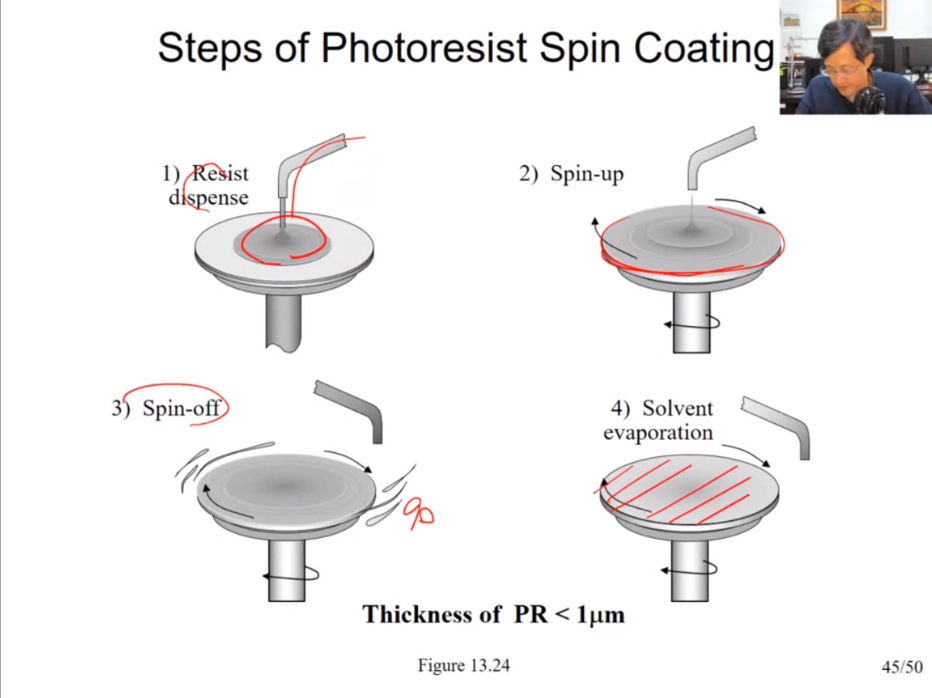 Steps of Photoresist Spin Coating
1) Resist
dispense
2) Spin-up
3) Spin-off
90
4) Solvent
evaporation
Thickness of PR < 1μm
Figure 13.24
45/50